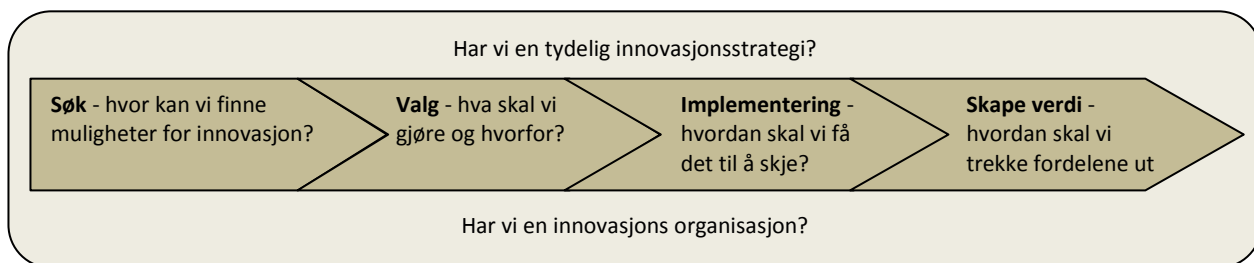 Har vi en tydelig innovasjonsstrategi?
Søk - hvor kan vi finne
muligheter for innovasjon?
Valg - hva skal vi
gjøre og hvorfor?
Implementering -
hvordan skal vi få
det til å skje?
Skape verdi -
hvordan skal vi
trekke fordelene ut
Har vi en innovasjons organisasjon?